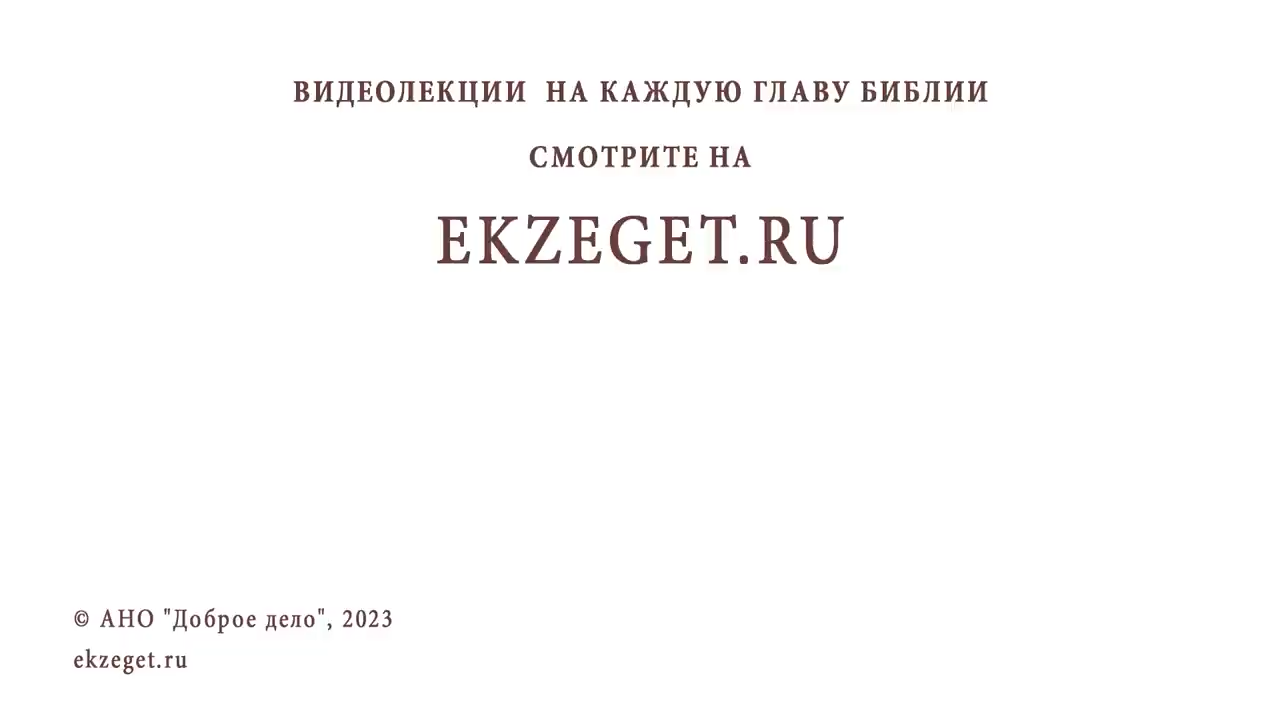 ВИДЕОЛЕКЦИИ НА КАЖДУЮ ГЛАВУ БИБЛИИ
СМОТРИТЕ НА
EKZEGET.RU
© АНО "Доброе дело", 2023
ekzeget.ru